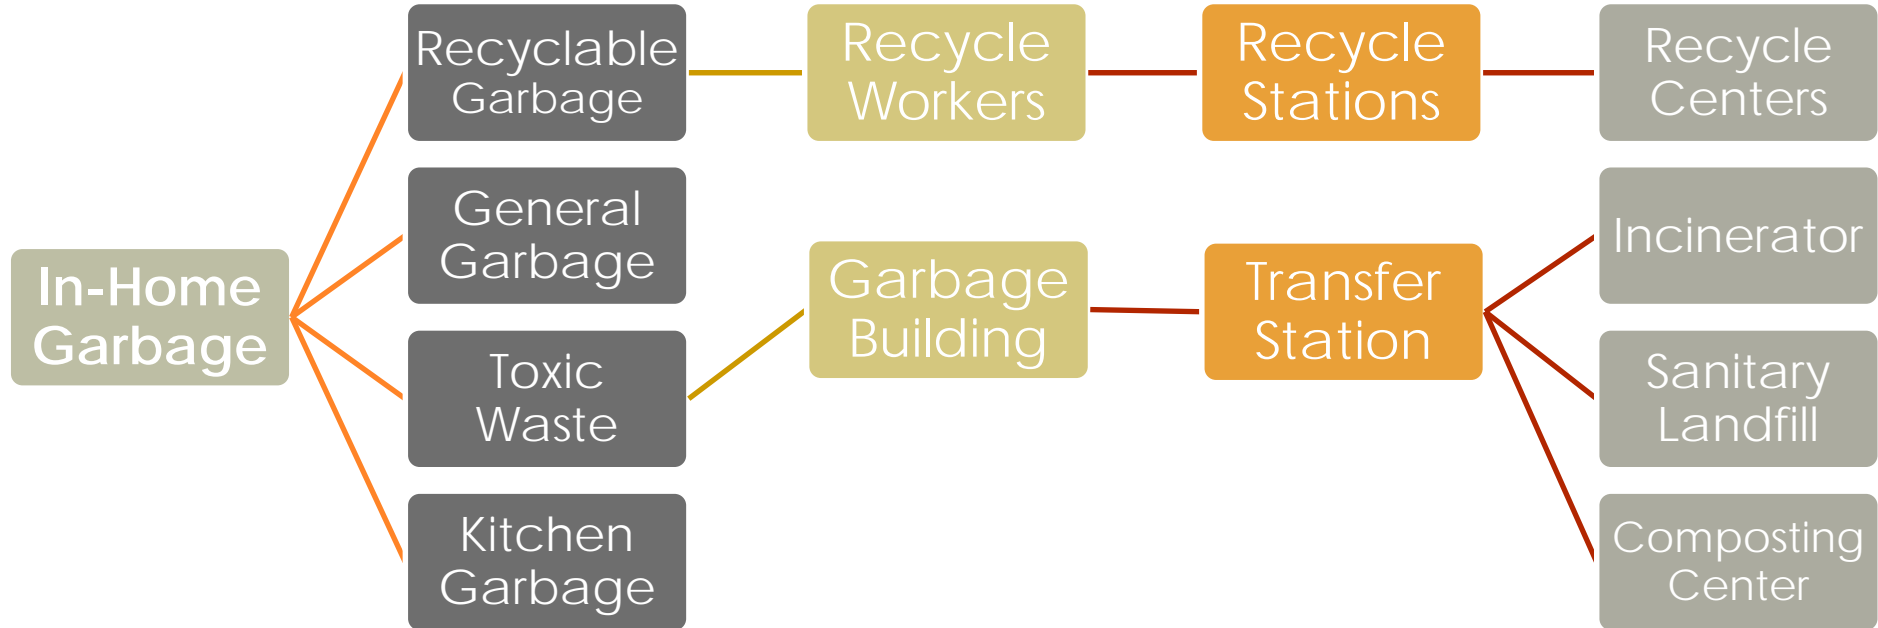 In-Home
Garbage
Recyclable
Garbage
General
Garbage
Toxic
Waste
Kitchen
Garbage
Recycle
Workers
Garbage
Building
Recycle
Stations
Transfer
Station
Recycle
Centers
Incinerator
Sanitary
Landfill
Composting
Center